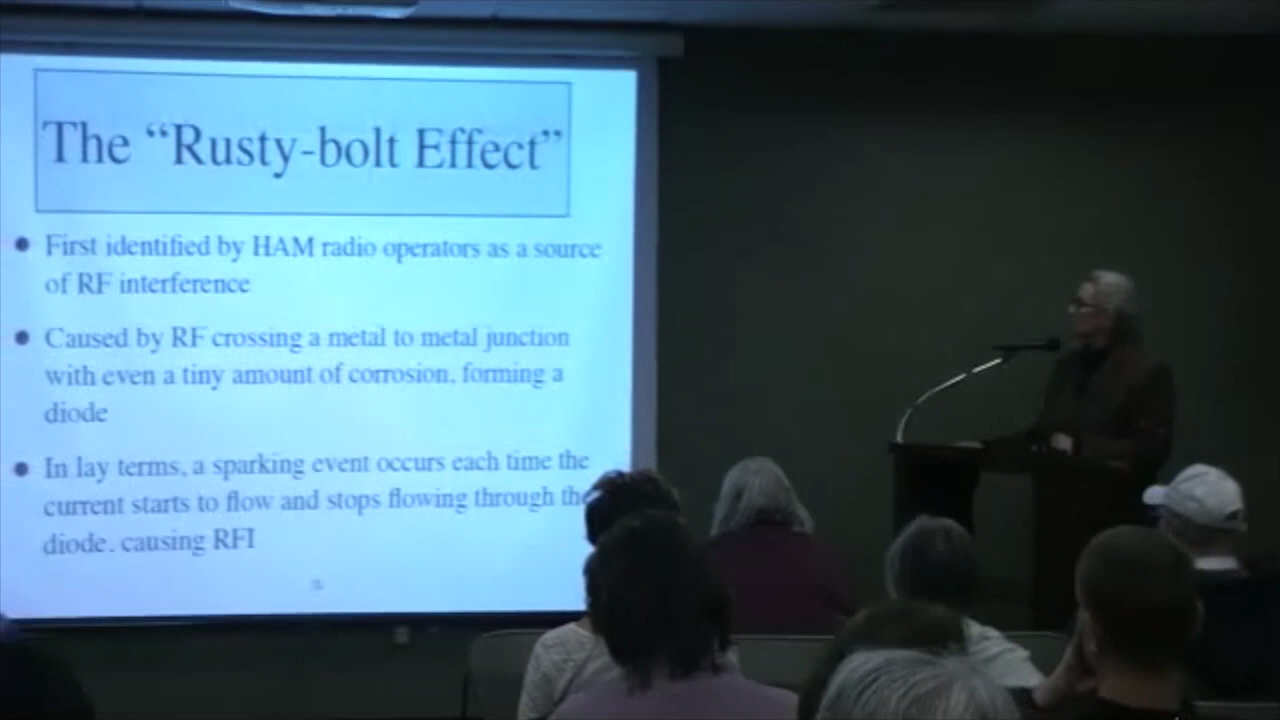 The “Rusty-bolt Effect”
First identified by HAM radio operators as a source
of RF interference
Caused by RF crossing a metal to metal junction
with even a tiny amount of corrosion, forming a
diode
In lay terms, a sparking event occurs each time the
current starts to flow and stops flowing through the
diode, causing RFI